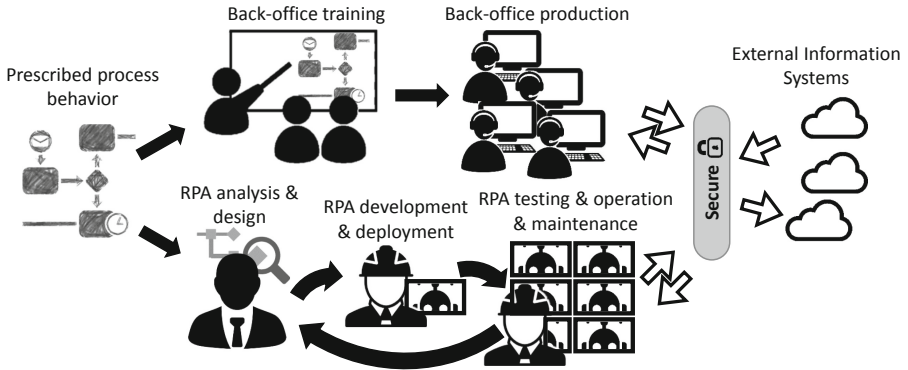 Back-office training
Back-office production
Prescribed process
behavior
External Information
Systems
Secure
RPA analysis &
design
RPA development
& deployment
RPA testing & operation
& maintenance